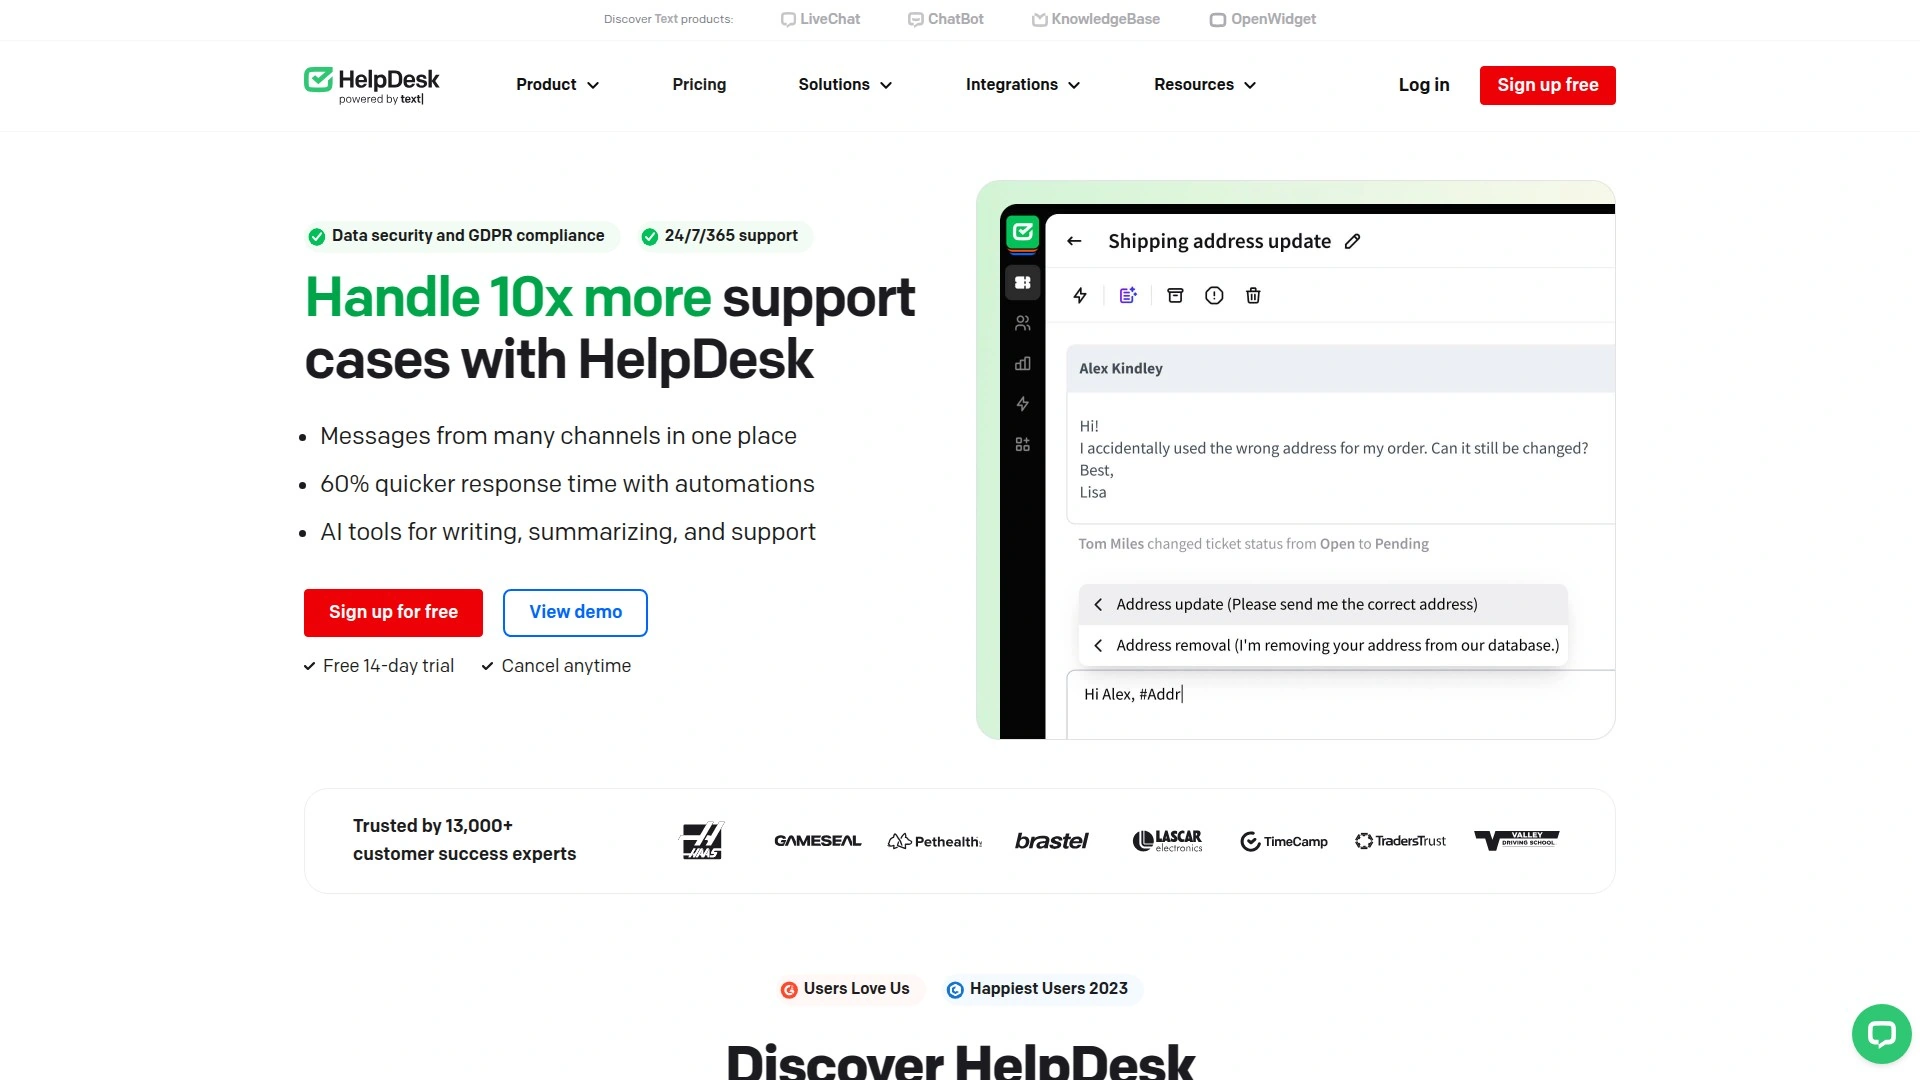 Discover Text products:
LiveChat
ChatBot
KnowledgeBase
OpenWidget
HelpDesk
powered by text|
Product
Pricing
Solutions
Integrations
Resources
Log in
Sign up free
Data security and GDPR compliance
24/7/365 support
Handle 10x more support
cases with HelpDesk
Messages from many channels in one place
60% quicker response time with automations
AI tools for writing, summarizing, and support
Sign up for free
View demo
Free 14-day trial
Cancel anytime
Shipping address update
Alex Kindley
Hi!
I accidentally used the wrong address for my order. Can it still be changed?
Best,
Lisa
Tom Miles changed ticket status from Open to Pending
Address update (Please send me the correct address)
Address removal (I'm removing your address from our database.)
Hi Alex, #Addr
Trusted by 13,000+
customer success experts
HAAS
GAMESEAL
Pethealth
brastel
LASCAR
electronics
TimeCamp
TradersTrust
VALLEY
DRIVING SCHOOL
Users Love Us
Happiest Users 2023
Discover HelpDesk